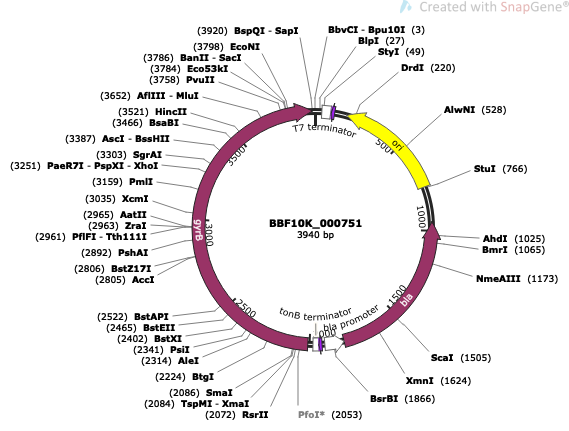 Created with SnapGene®
(3920) BspQI - SapI
(3798) EcoNI
(3786) BanII - SacI
(3784) Eco53kI
(3758) PvuII
(3652) AflIII - MluI
(3521) HincII
(3466) BsaBI
(3387) AscI - BssHII
(3303) SgrAI
(3251) PaeR7I - PspXI - XhoI
(3159) PmlI
(3035) XcmI
(2965) AatII
(2963) ZraI
(2961) PflFI - Tth111I
(2892) PshAI
(2806) BstZ17I
(2805) AccI
(2522) BstAPI
(2465) BstEII
(2402) BstXI
(2341) PsiI
(2314) AleI
(2224) BtgI
(2086) SmaI
(2084) TspMI - XmaI
(2072) RsrII
BbvCI - Bpu10I (3)
BlpI (27)
StyI (49)
DrdI (220)
AlwNI (528)
StuI (766)
AhdI (1025)
BmrI (1065)
NmeAIII (1173)
ScaI (1505)
XmnI (1624)
BsrBI (1866)
PfoI* (2053)
T7 terminator
ori
bla
bla promoter
tonB terminator
gyrB
500
1000
1500
000
2500
3000
3500
BBF10K_000751
3940 bp